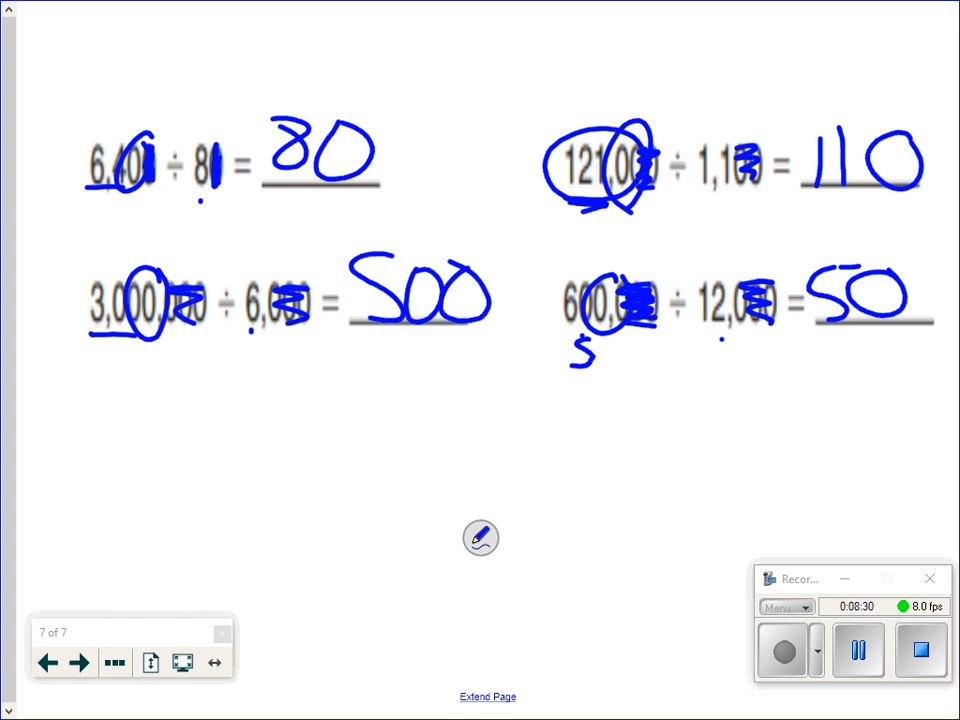 6,400 ÷ 80 = 80
121,000 ÷ 1,100 = 110
3,000,000 ÷ 6,000 = 500
600,000 ÷ 12,000 = 50
5
7 of 7
Extend Page
Recor...
Menu
0:08:30
8.0 fps